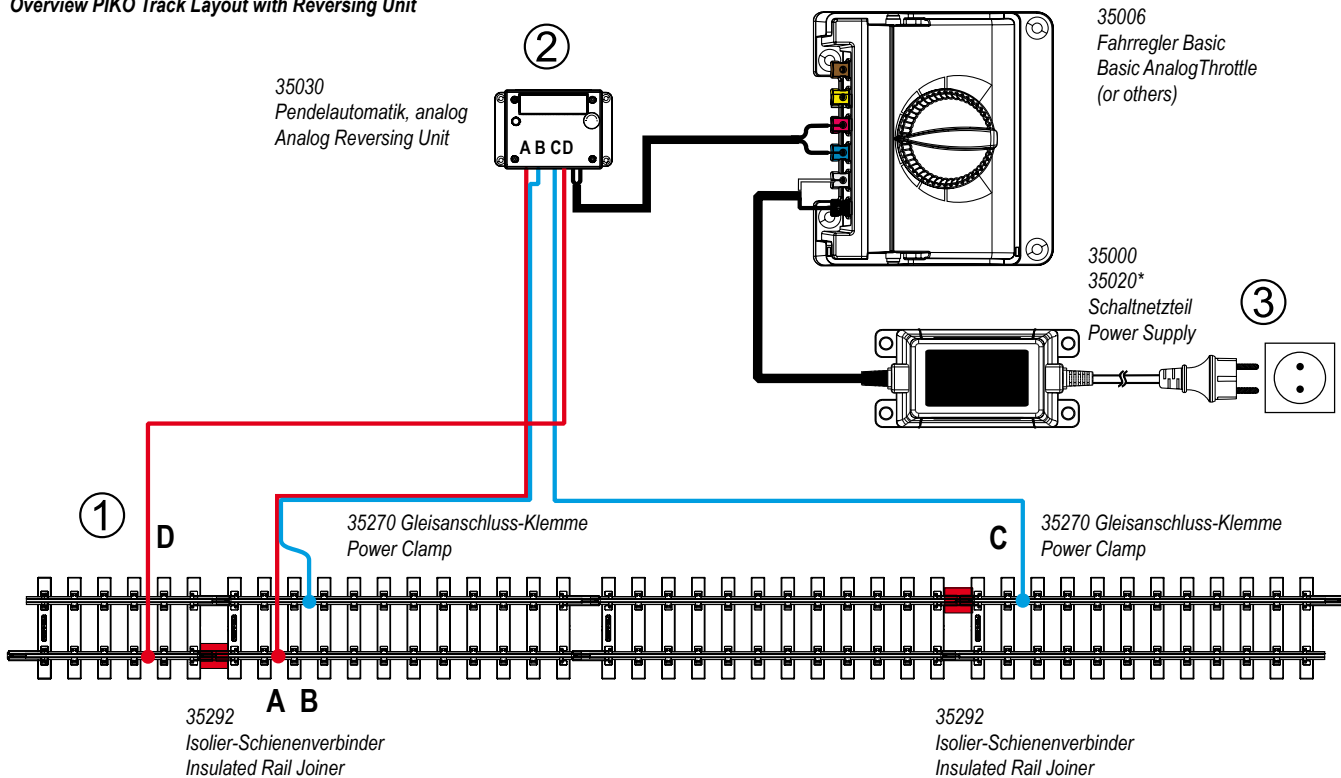 Overview PIKO Track Layout with Reversing Unit
35006
Fahrregler Basic
Basic AnalogThrottle
(or others)
2
35030
Pendelautomatik, analog
Analog Reversing Unit
A B CD
35000
35020*
Schaltnetzteil
Power Supply
3
1
D
35270 Gleisanschluss-Klemme
Power Clamp
C
35270 Gleisanschluss-Klemme
Power Clamp
A B
35292
Isolier-Schienenverbinder
Insulated Rail Joiner
35292
Isolier-Schienenverbinder
Insulated Rail Joiner